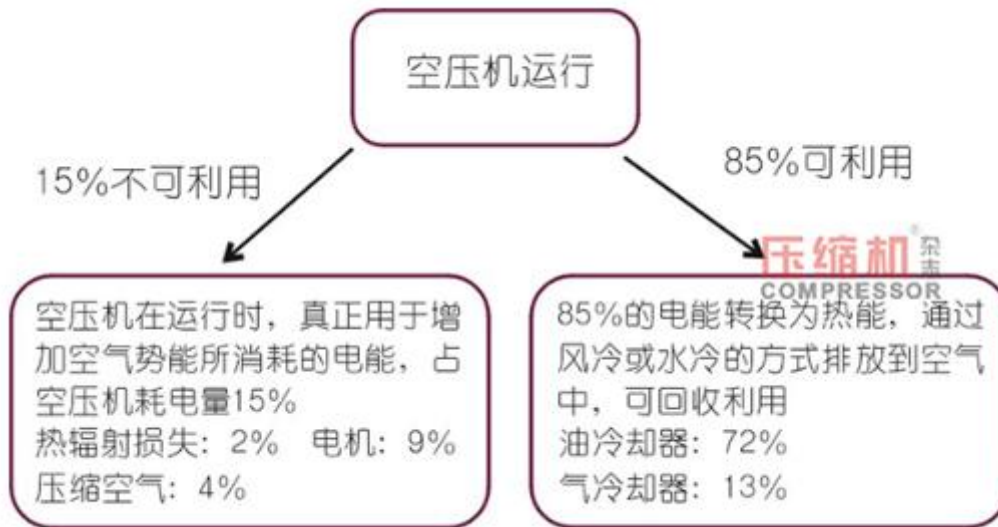 空压机运行
15%不可利用
85%可利用
压缩机®杂志
COMPRESSOR
空压机在运行时，真正用于增
加空气势能所消耗的电能，占
空压机耗电量15%
热辐射损失：2% 电机：9%
压缩空气：4%
85%的电能转换为热能，通过
风冷或水冷的方式排放到空气
中，可回收利用
油冷却器：72%
气冷却器：13%